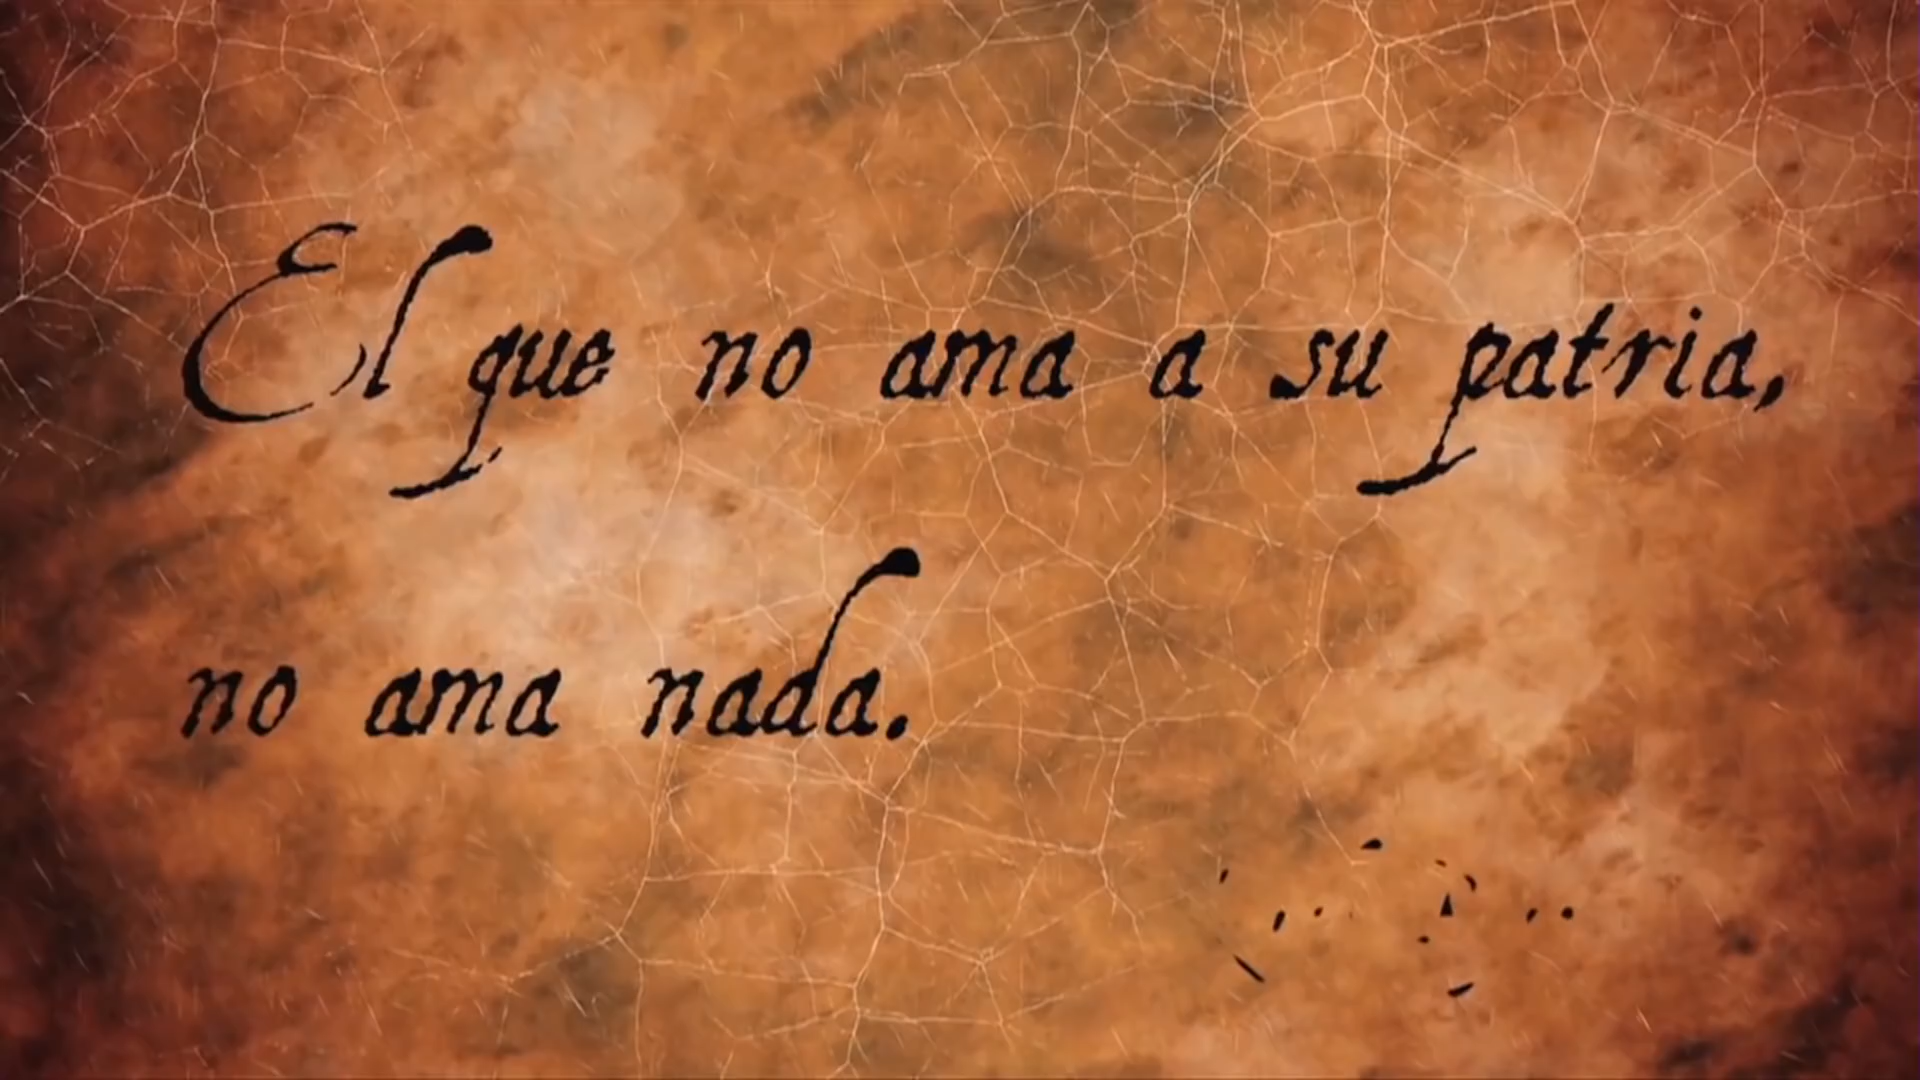 El que no ama a su patria,
no ama nada.